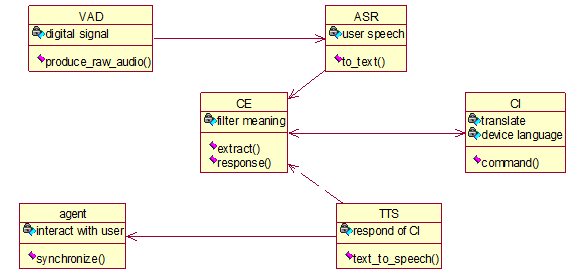 VAD
digital signal
produce_raw_audio()
ASR
user speech
to_text()
CE
filter meaning
extract()
response()
CI
translate
device language
command()
agent
interact with user
synchronize()
TTS
respond of CI
text_to_speech()